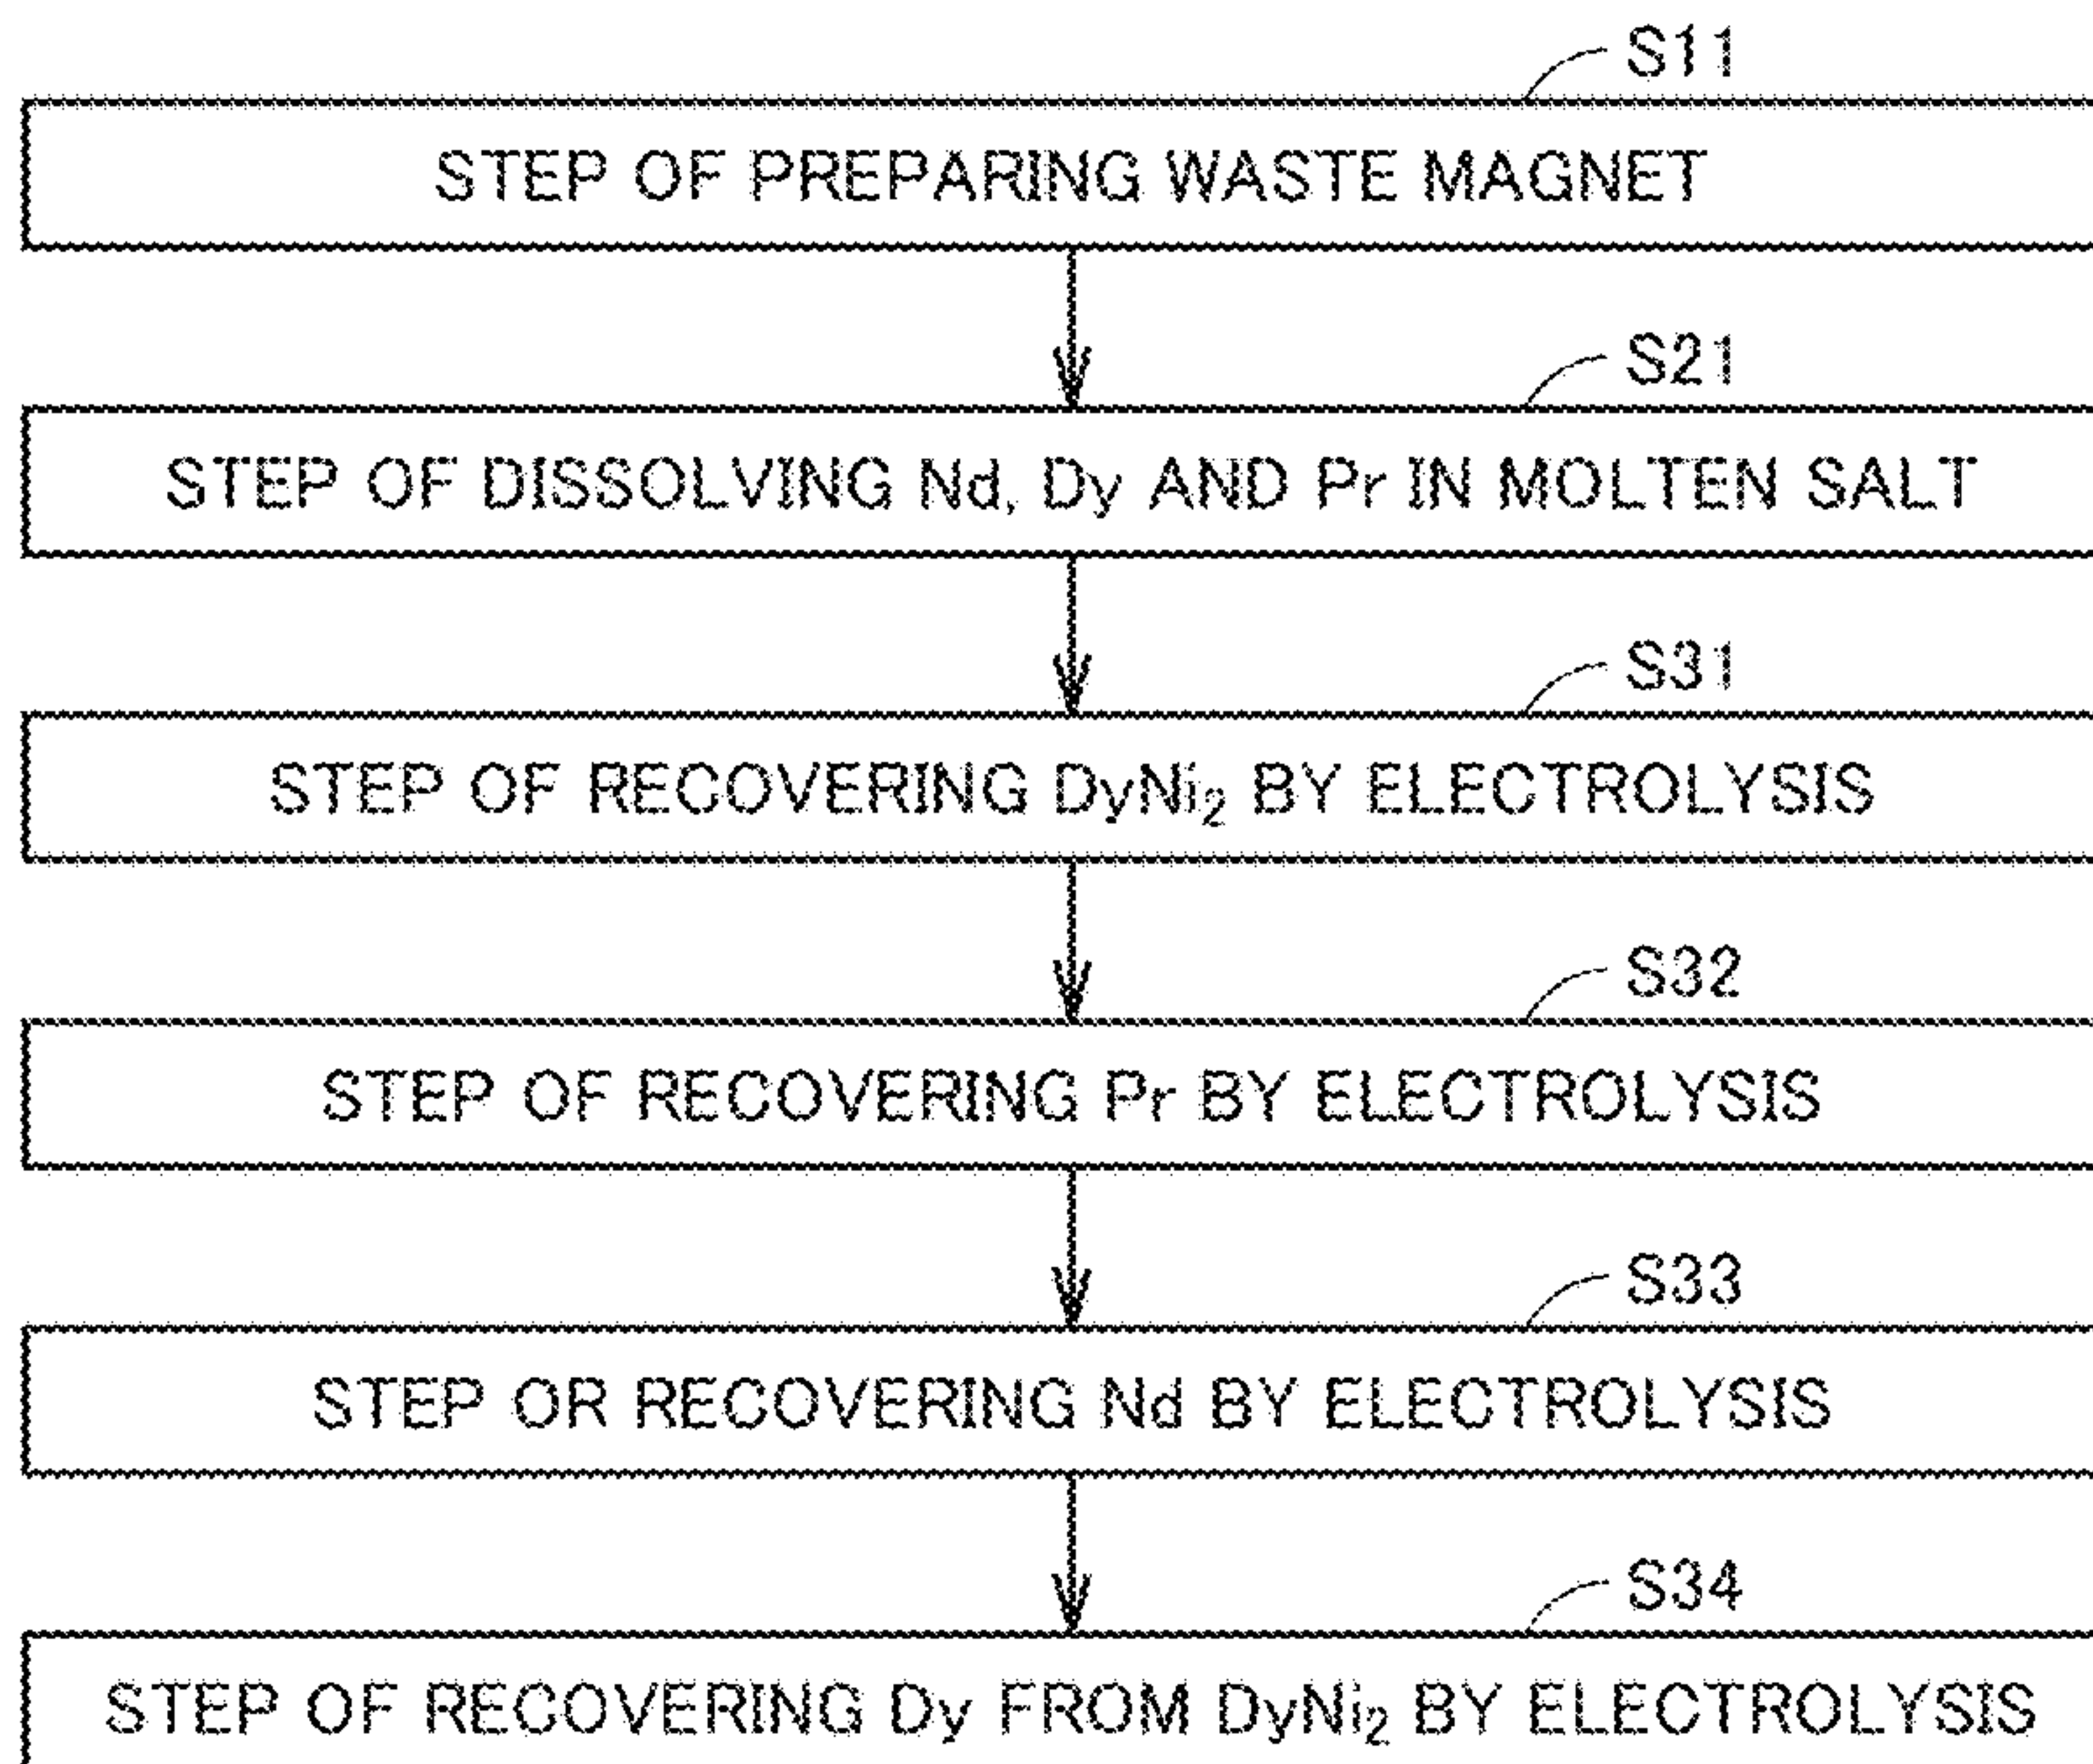 S11
STEP OF PREPARING WASTE MAGNET
S21
STEP OF DISSOLVING Nd, Dy AND Pr IN MOLTEN SALT
S31
STEP OF RECOVERING DyNi₂ BY ELECTROLYSIS
S32
STEP OF RECOVERING Pr BY ELECTROLYSIS
S33
STEP OR RECOVERING Nd BY ELECTROLYSIS
S34
STEP OF RECOVERING Dy FROM DyNi₂ BY ELECTROLYSIS